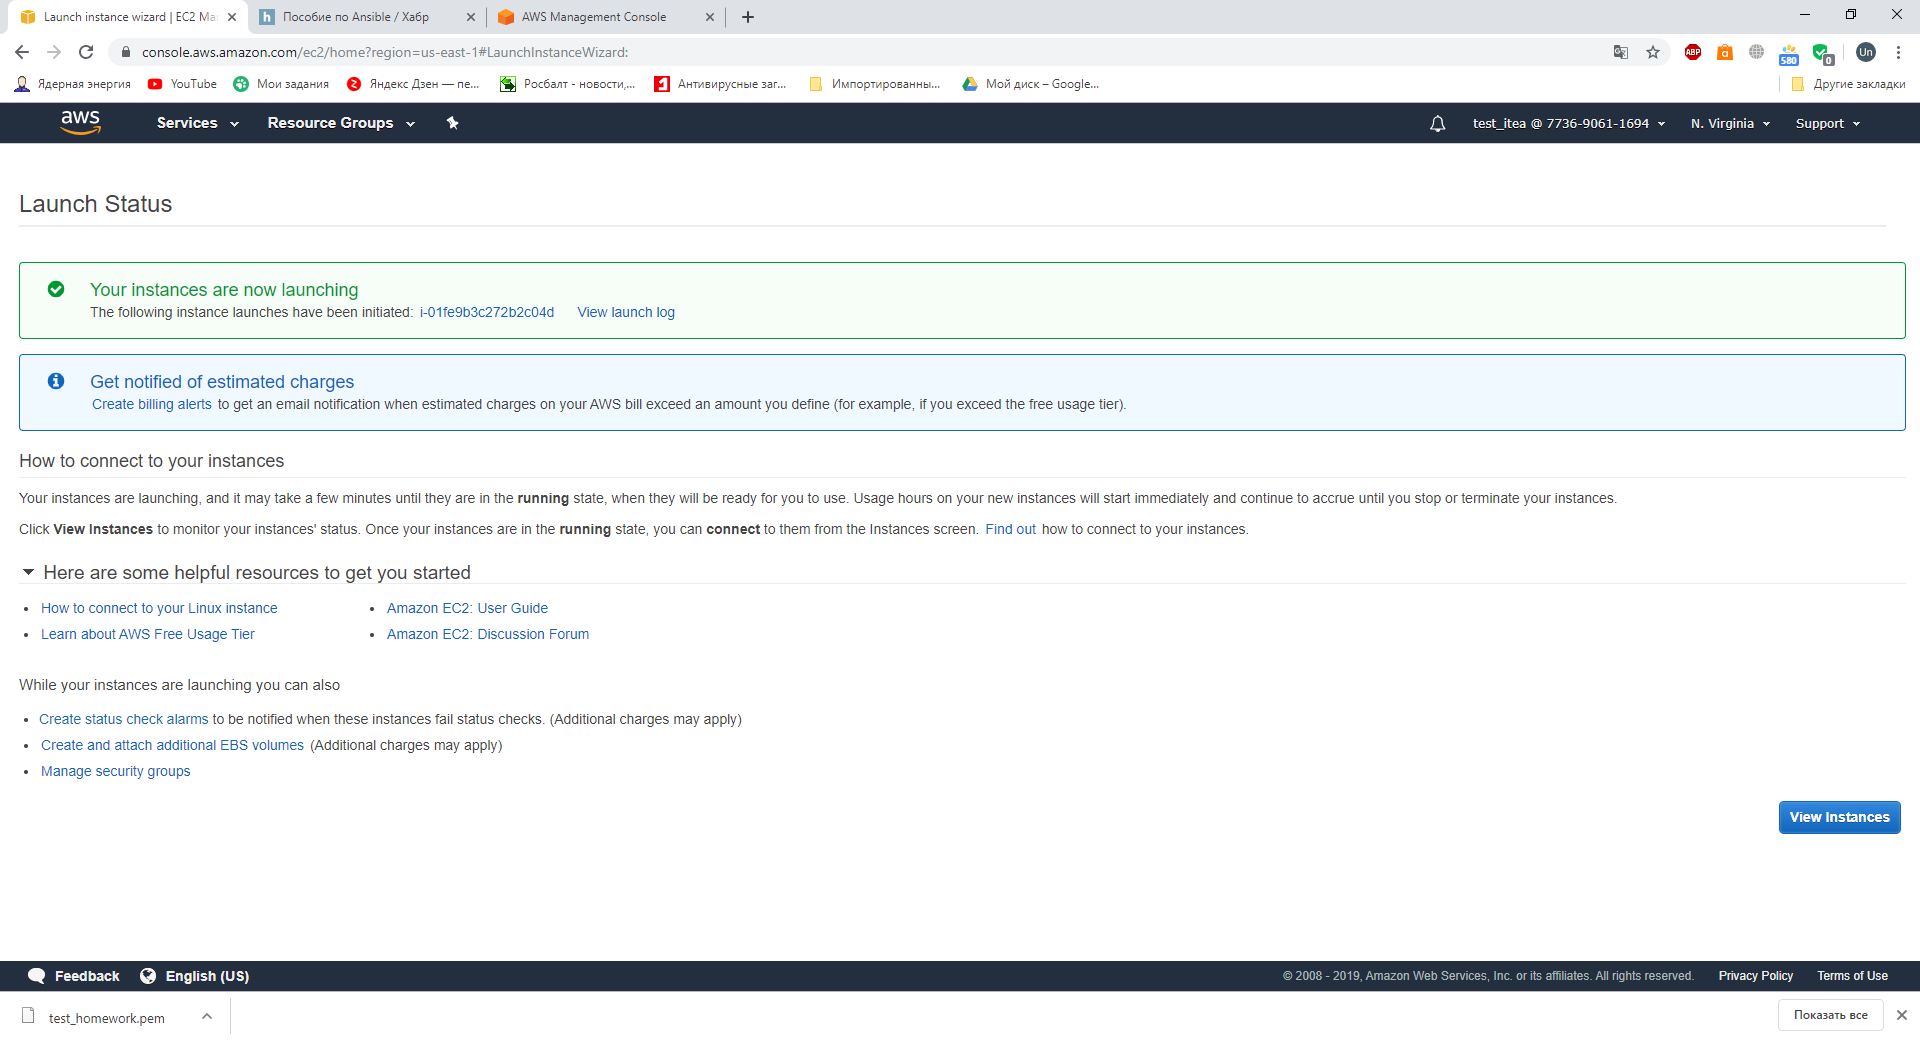 Launch instance wizard | EC2 Ma
Пособие по Ansible / Хабр
AWS Management Console
console.aws.amazon.com/ec2/home?region=us-east-1#LaunchInstanceWizard:
ABP
a
580
0
Un
Ядерная энергия
YouTube
Мои задания
Яндекс Дзен — пе...
Росбалт - новости,...
Антивирусные заг...
Импортированны...
Мой диск – Google...
Другие закладки
aws
Services
Resource Groups
test_itea @ 7736-9061-1694
N. Virginia
Support
Launch Status
Your instances are now launching
The following instance launches have been initiated: i-01fe9b3c272b2c04d View launch log
Get notified of estimated charges
Create billing alerts to get an email notification when estimated charges on your AWS bill exceed an amount you define (for example, if you exceed the free usage tier).
How to connect to your instances
Your instances are launching, and it may take a few minutes until they are in the running state, when they will be ready for you to use. Usage hours on your new instances will start immediately and continue to accrue until you stop or terminate your instances.
Click View Instances to monitor your instances' status. Once your instances are in the running state, you can connect to them from the Instances screen. Find out how to connect to your instances.
Here are some helpful resources to get you started
How to connect to your Linux instance
Amazon EC2: User Guide
Learn about AWS Free Usage Tier
Amazon EC2: Discussion Forum
While your instances are launching you can also
Create status check alarms to be notified when these instances fail status checks. (Additional charges may apply)
Create and attach additional EBS volumes (Additional charges may apply)
Manage security groups
View Instances
Feedback
English (US)
© 2008 - 2019, Amazon Web Services, Inc. or its affiliates. All rights reserved.
Privacy Policy
Terms of Use
test_homework.pem
Показать все